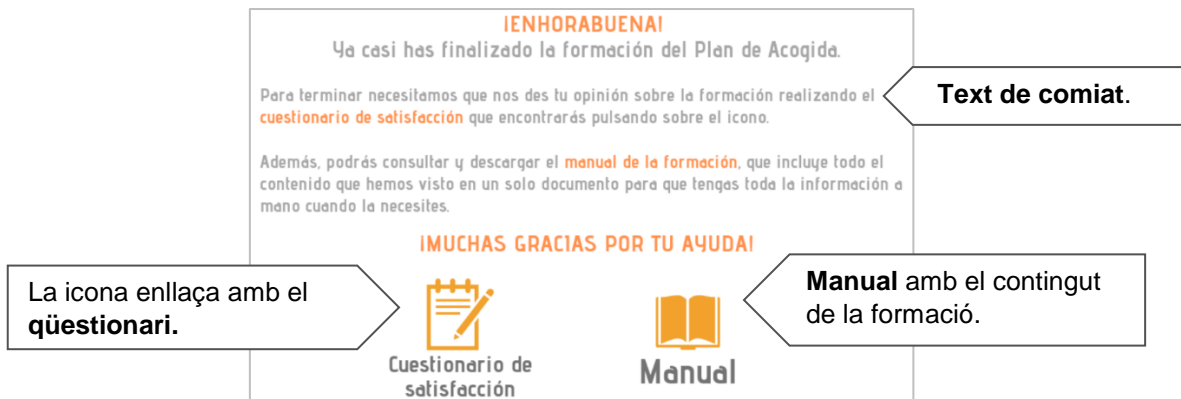 ¡ENHORABUENA!
Ya casi has finalizado la formación del Plan de Acogida.
Para terminar necesitamos que nos des tu opinión sobre la formación realizando el
cuestionario de satisfacción que encontrarás pulsando sobre el icono.
Text de comiat.
Además, podrás consultar y descargar el manual de la formación, que incluye todo el
contenido que hemos visto en un solo documento para que tengas toda la información a
mano cuando la necesites.
¡MUCHAS GRACIAS POR TU AYUDA!
La icona enllaça amb el
qüestionari.
Manual amb el contingut
de la formació.
Cuestionario de
satisfacción
Manual